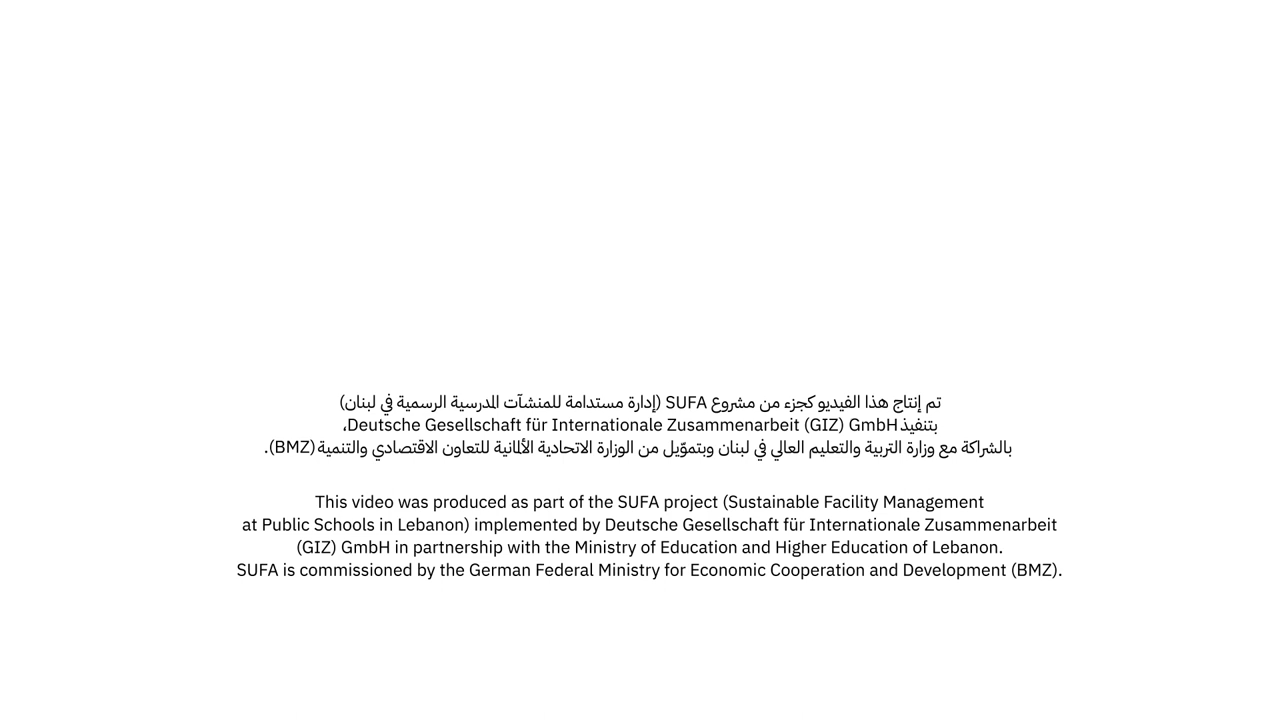 تم إنتاج هذا الفيديو كجزء من مشروع SUFA (إدارة مستدامة للمنشآت المدرسية الرسمية في لبنان)
بتنفيذ Deutsche Gesellschaft für Internationale Zusammenarbeit (GIZ) GmbH،
بالشراكة مع وزارة التربية والتعليم العالي في لبنان وبتموّيل من الوزارة الاتحادية الألمانية للتعاون الاقتصادي والتنمية (BMZ).
This video was produced as part of the SUFA project (Sustainable Facility Management
at Public Schools in Lebanon) implemented by Deutsche Gesellschaft für Internationale Zusammenarbeit
(GIZ) GmbH in partnership with the Ministry of Education and Higher Education of Lebanon.
SUFA is commissioned by the German Federal Ministry for Economic Cooperation and Development (BMZ).